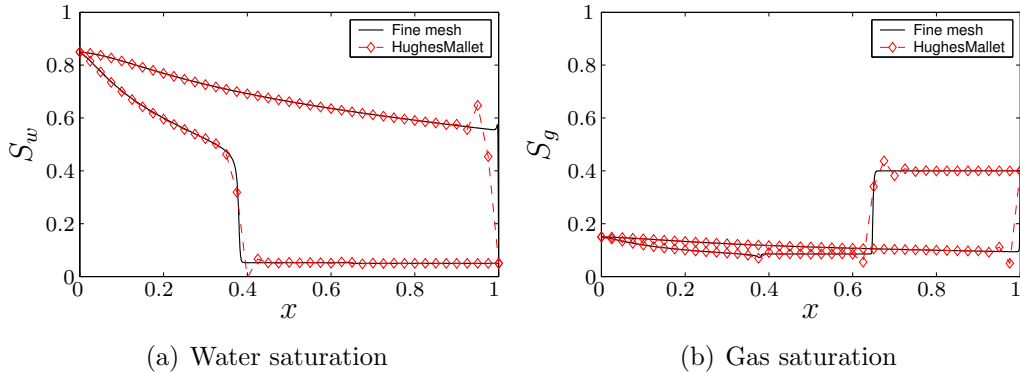 1
0.8
0.6
0.4
0.2
0
0 0.2 0.4 0.6 0.8 1
S_w
x
Fine mesh
HughesMallet
(a) Water saturation
1
0.8
0.6
0.4
0.2
0
0 0.2 0.4 0.6 0.8 1
S_g
x
Fine mesh
HughesMallet
(b) Gas saturation